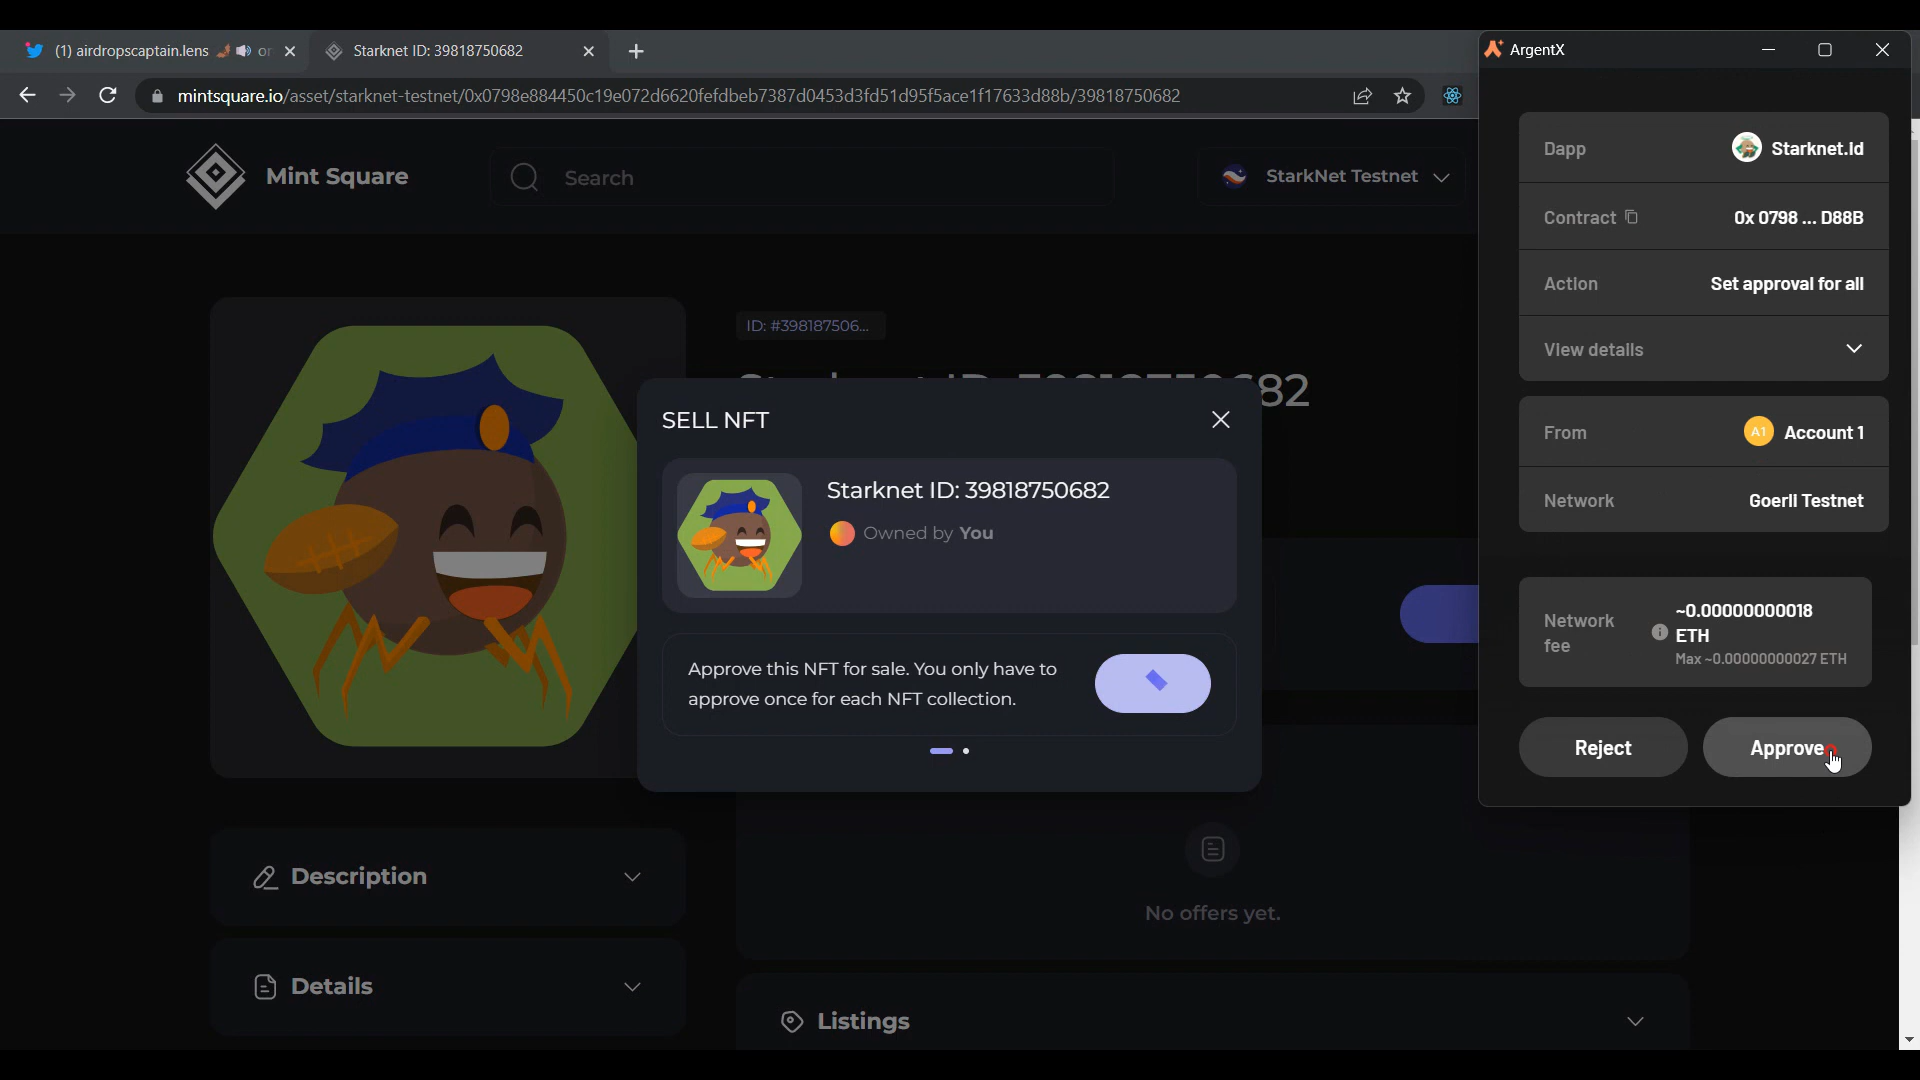 (1) airdropscaptain.lens
Starknet ID: 39818750682
ArgentX
mintsquare.io/asset/starknet-testnet/0x0798e884450c19e072d6620fefdbeb7387d0453d3fd51d95f5ace1f17633d88b/39818750682
Mint Square
Search
StarkNet Testnet
Dapp
Starknet.Id
Contract
0x 0798 ... D88B
Action
Set approval for all
View details
From
A1
Account 1
Network
Goerli Testnet
Network
fee
~0.00000000018
ETH
Max ~0.00000000027 ETH
Reject
Approve
ID: #398187506...
82
SELL NFT
Starknet ID: 39818750682
Owned by You
Approve this NFT for sale. You only have to
approve once for each NFT collection.
No offers yet.
Description
Details
Listings